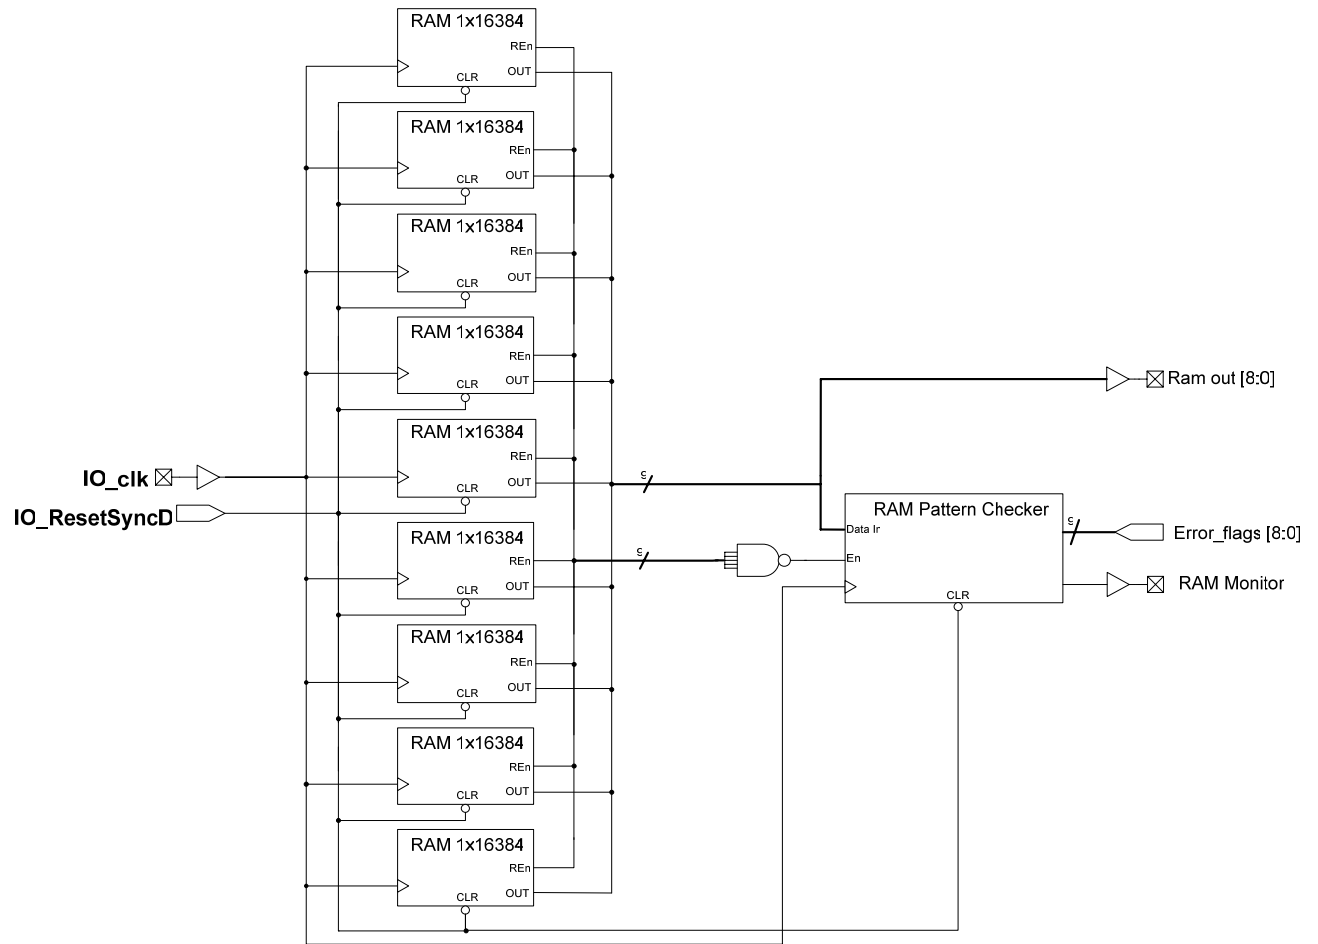 RAM 1x16384
REn
OUT
CLR
RAM 1x16384
REn
CLR
OUT
RAM 1x16384
REn
OUT
CLR
RAM 1x16384
REn
OUT
CLR
Ram out [8:0]
RAM 1x16384
REn
IO_clk
OUT
9
CLR
RAM Pattern Checker
IO_ResetSyncD
RAM 1x16384
9
Data In
Error_flags [8:0]
REn
9
En
OUT
RAM Monitor
CLR
CLR
RAM 1x16384
REn
OUT
CLR
RAM 1x16384
REn
OUT
CLR
RAM 1x16384
REn
OUT
CLR